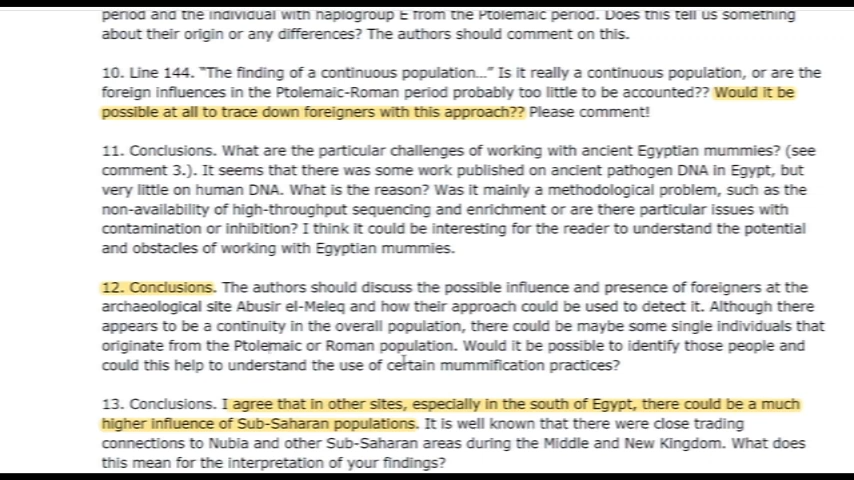 period and the individual with haplogroup E from the Ptolemaic period. Does this tell us something
about their origin or any differences? The authors should comment on this.
10. Line 144. "The finding of a continuous population..." Is it really a continuous population, or are the
foreign influences in the Ptolemaic-Roman period probably too little to be accounted?? Would it be
possible at all to trace down foreigners with this approach?? Please comment!
11. Conclusions. What are the particular challenges of working with ancient Egyptian mummies? (see
comment 3.). It seems that there was some work published on ancient pathogen DNA in Egypt, but
very little on human DNA. What is the reason? Was it mainly a methodological problem, such as the
non-availability of high-throughput sequencing and enrichment or are there particular issues with
contamination or inhibition? I think it could be interesting for the reader to understand the potential
and obstacles of working with Egyptian mummies.
12. Conclusions. The authors should discuss the possible influence and presence of foreigners at the
archaeological site Abusir el-Meleq and how their approach could be used to detect it. Although there
appears to be a continuity in the overall population, there could be maybe some single individuals that
originate from the Ptolemaic or Roman population. Would it be possible to identify those people and
could this help to understand the use of certain mummification practices?
13. Conclusions. I agree that in other sites, especially in the south of Egypt, there could be a much
higher influence of Sub-Saharan populations. It is well known that there were close trading
connections to Nubia and other Sub-Saharan areas during the Middle and New Kingdom. What does
this mean for the interpretation of your findings?